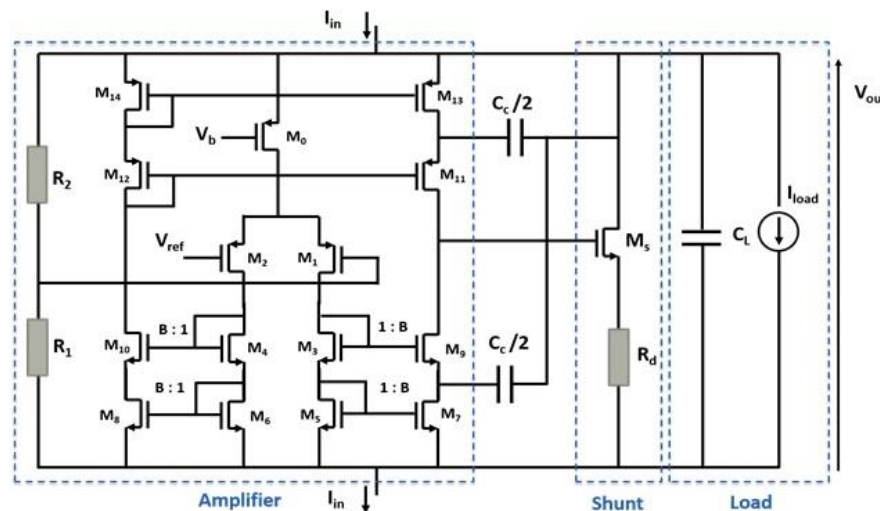 I_in
M_14
M_13
C_c /2
V_b
M_0
V_ou
M_12
M_11
R_2
I_load
V_ref
M_2
M_1
M_s
C_L
B : 1
1 : B
R_1
M_10
M_4
M_3
M_9
C_c /2
R_d
B : 1
1 : B
M_8
M_6
M_5
M_7
Amplifier
I_in
Shunt
Load